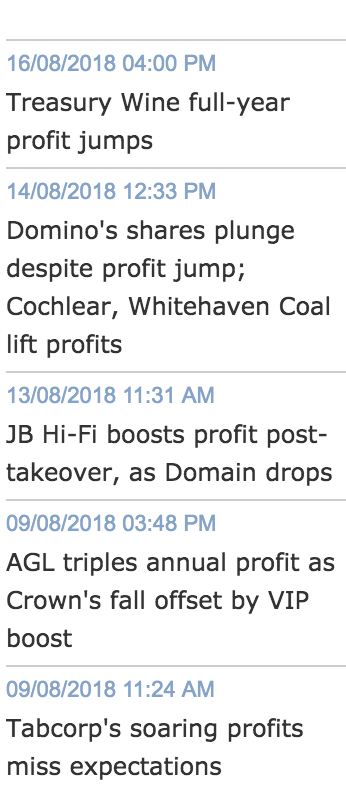 16/08/2018 04:00 PM
Treasury Wine full-year
profit jumps
14/08/2018 12:33 PM
Domino's shares plunge
despite profit jump;
Cochlear, Whitehaven Coal
lift profits
13/08/2018 11:31 AM
JB Hi-Fi boosts profit post-
takeover, as Domain drops
09/08/2018 03:48 PM
AGL triples annual profit as
Crown's fall offset by VIP
boost
09/08/2018 11:24 AM
Tabcorp's soaring profits
miss expectations